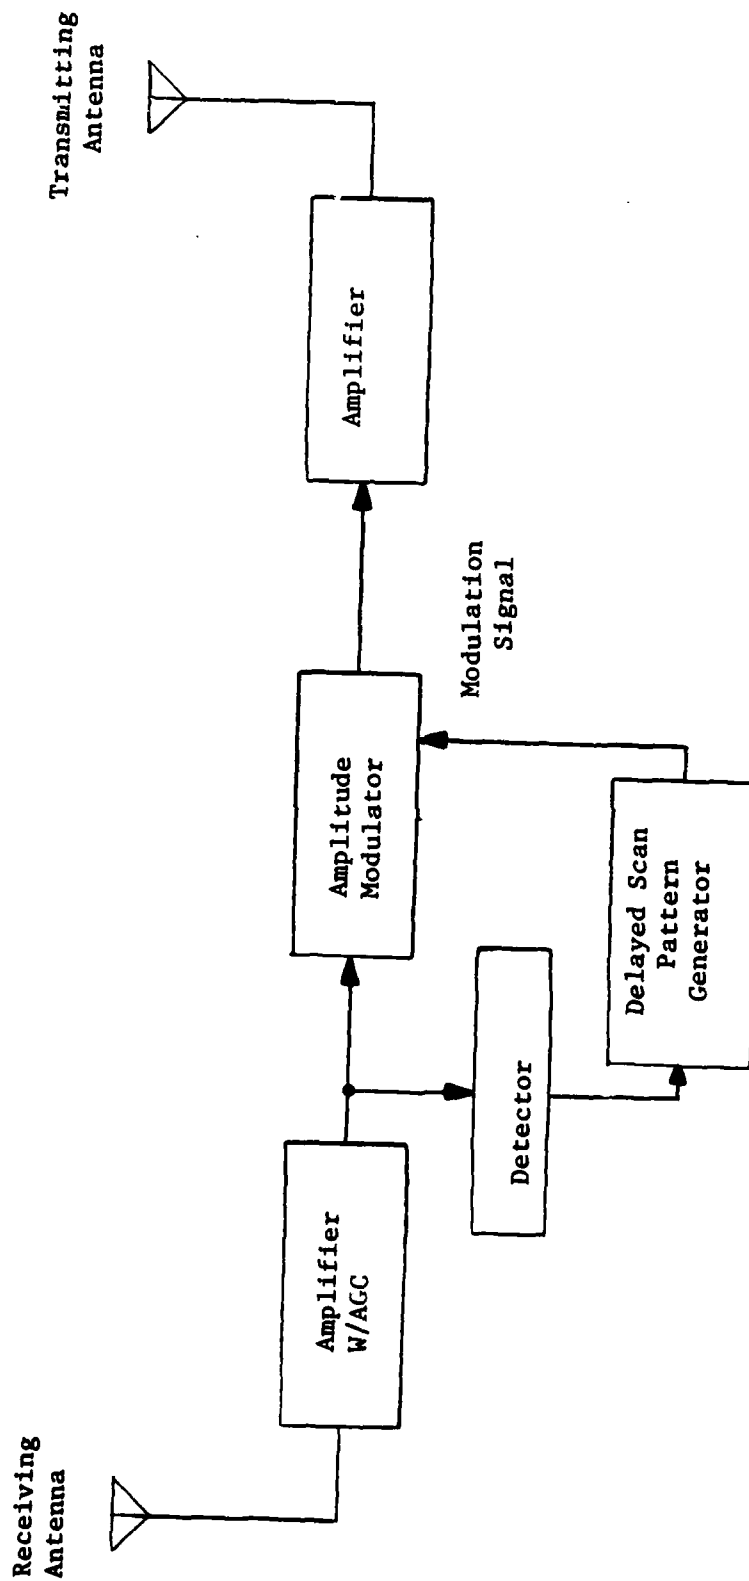 Receiving
Antenna
Amplifier
W/AGC
Detector
Amplitude
Modulator
Delayed Scan
Pattern
Generator
Modulation
Signal
Amplifier
Transmitting
Antenna